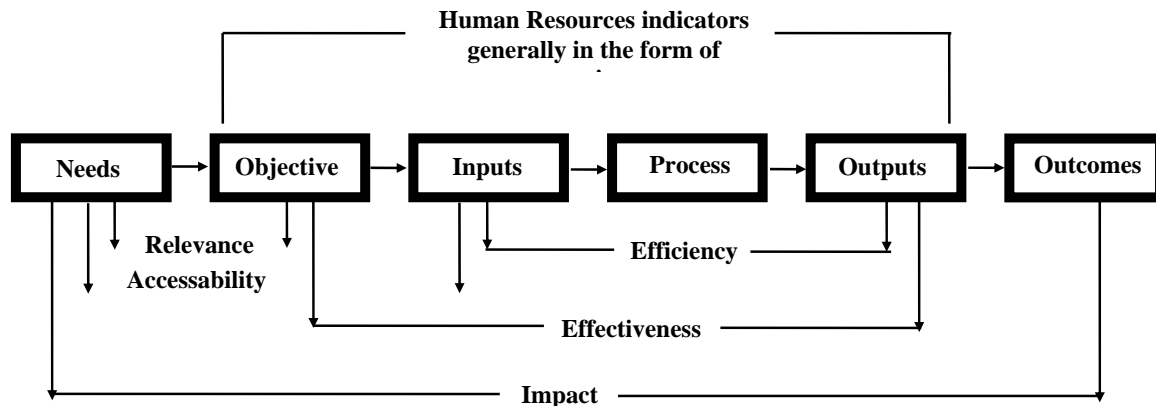 Human Resources indicators
generally in the form of
Needs
Objective
Inputs
Process
Outputs
Outcomes
Relevance
Accessability
Efficiency
Effectiveness
Impact